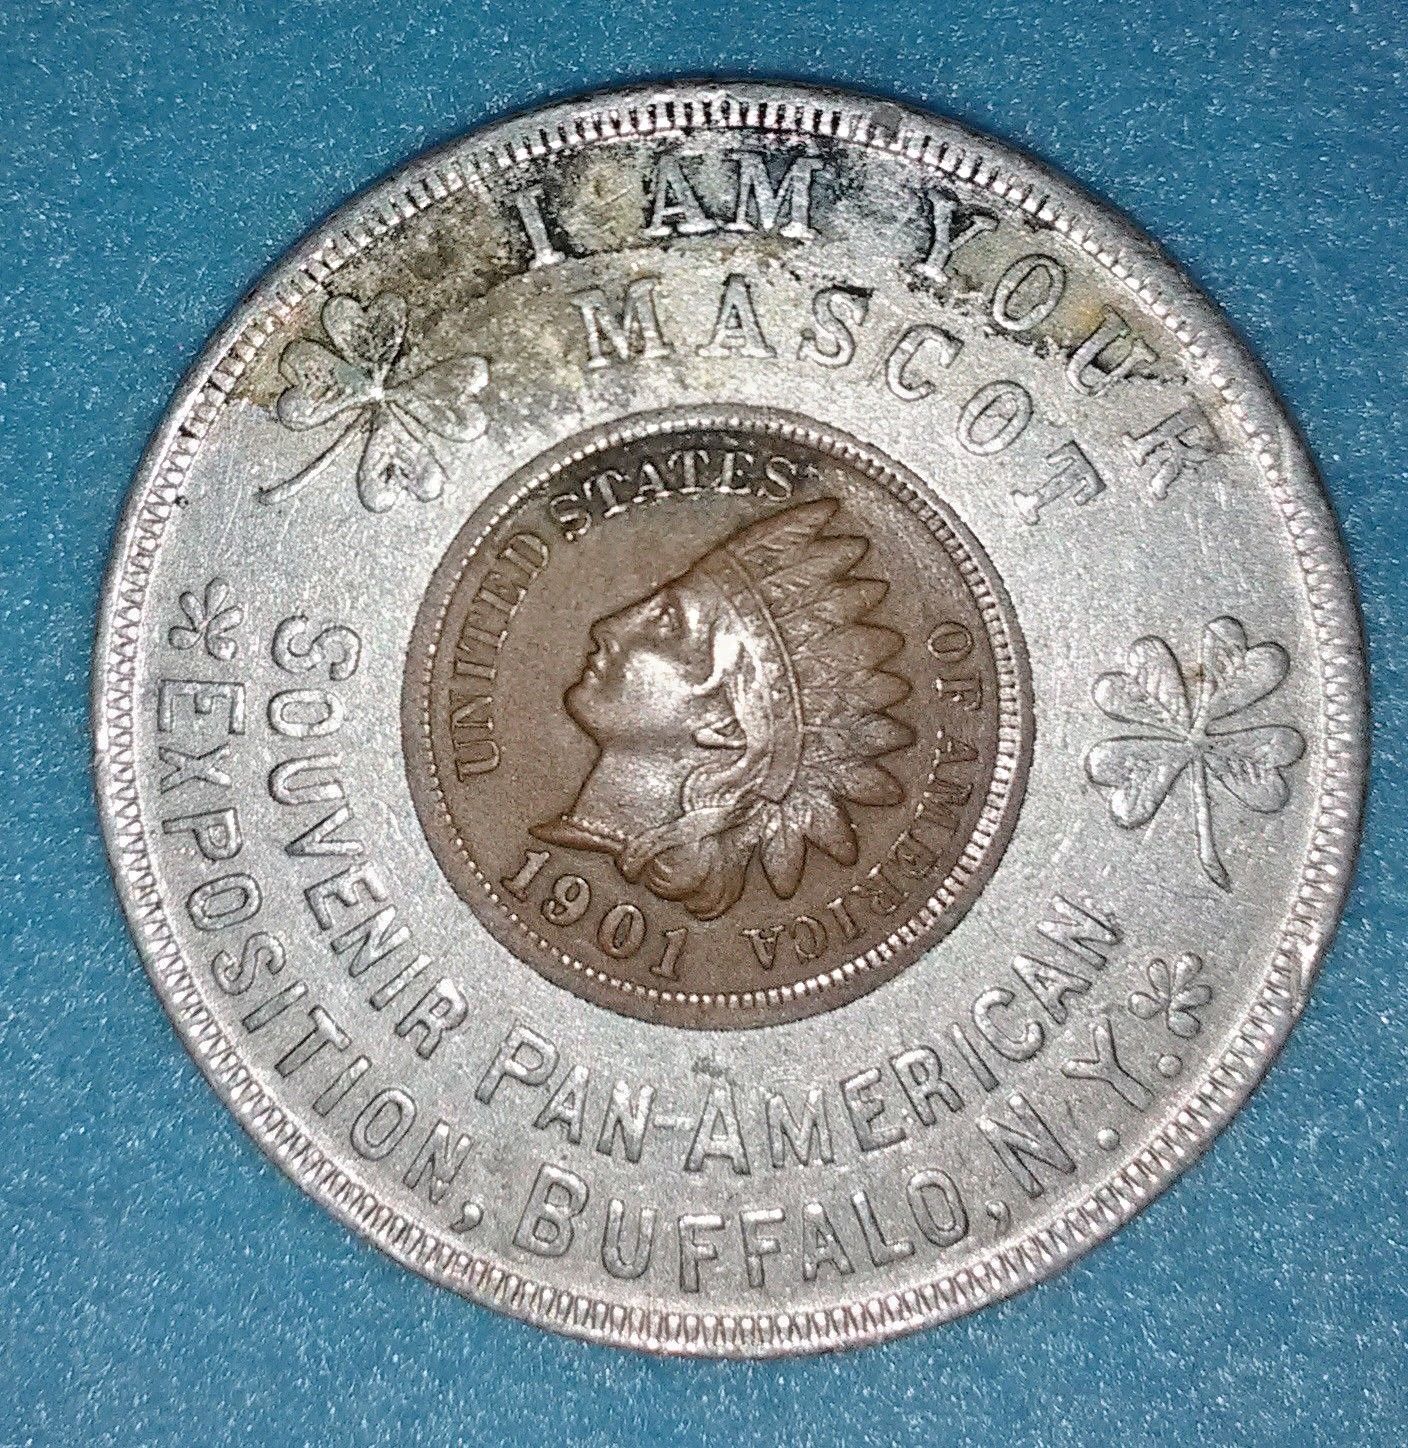 I AM YOUR
MASCOT
UNITED STATES OF AMERICA
1901
SOUVENIR PAN-AMERICAN
EXPOSITION, BUFFALO, N.Y.